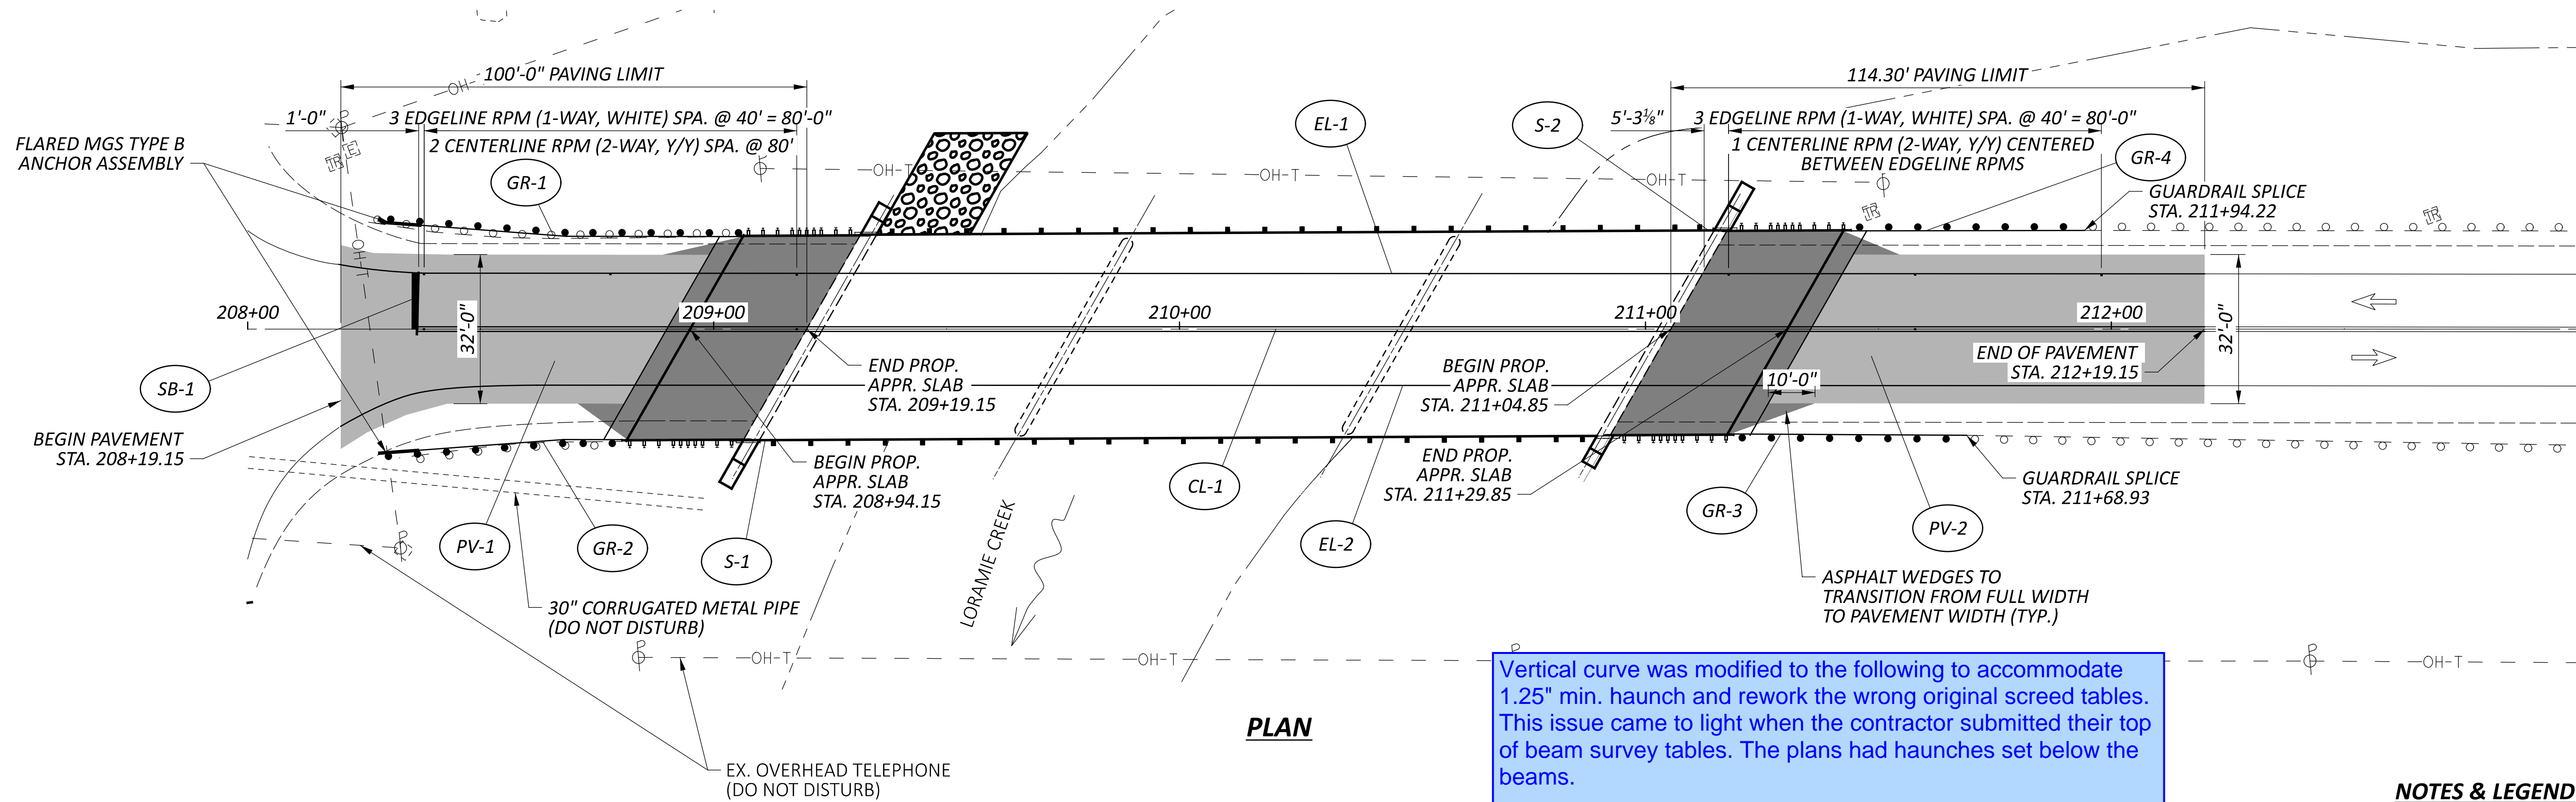 100'-0" PAVING LIMIT
114.30' PAVING LIMIT
1'-0"
3 EDGELINE RPM (1-WAY, WHITE) SPA. @ 40' = 80'-0"
2 CENTERLINE RPM (2-WAY, Y/Y) SPA. @ 80'
5'-3⅛"
3 EDGELINE RPM (1-WAY, WHITE) SPA. @ 40' = 80'-0"
1 CENTERLINE RPM (2-WAY, Y/Y) CENTERED
BETWEEN EDGELINE RPMS
FLARED MGS TYPE B
ANCHOR ASSEMBLY
GR-1
EL-1
S-2
GR-4
OH-
OH-T
OH-T
OH-T
OH-T
GUARDRAIL SPLICE
STA. 211+94.22
208+00
209+00
210+00
211+00
212+00
32'-0"
32'-0"
END PROP.
APPR. SLAB
STA. 209+19.15
BEGIN PROP.
APPR. SLAB
STA. 211+04.85
END OF PAVEMENT
STA. 212+19.15
10'-0"
SB-1
BEGIN PAVEMENT
STA. 208+19.15
BEGIN PROP.
APPR. SLAB
STA. 208+94.15
END PROP.
APPR. SLAB
STA. 211+29.85
GUARDRAIL SPLICE
STA. 211+68.93
PV-1
GR-2
S-1
CL-1
EL-2
GR-3
PV-2
LORAMIE CREEK
30" CORRUGATED METAL PIPE
(DO NOT DISTURB)
ASPHALT WEDGES TO
TRANSITION FROM FULL WIDTH
TO PAVEMENT WIDTH (TYP.)
OH-T
OH-T
OH-T
PLAN
EX. OVERHEAD TELEPHONE
(DO NOT DISTURB)
Vertical curve was modified to the following to accommodate
1.25" min. haunch and rework the wrong original screed tables.
This issue came to light when the contractor submitted their top
of beam survey tables. The plans had haunches set below the
beams.
NOTES & LEGEND